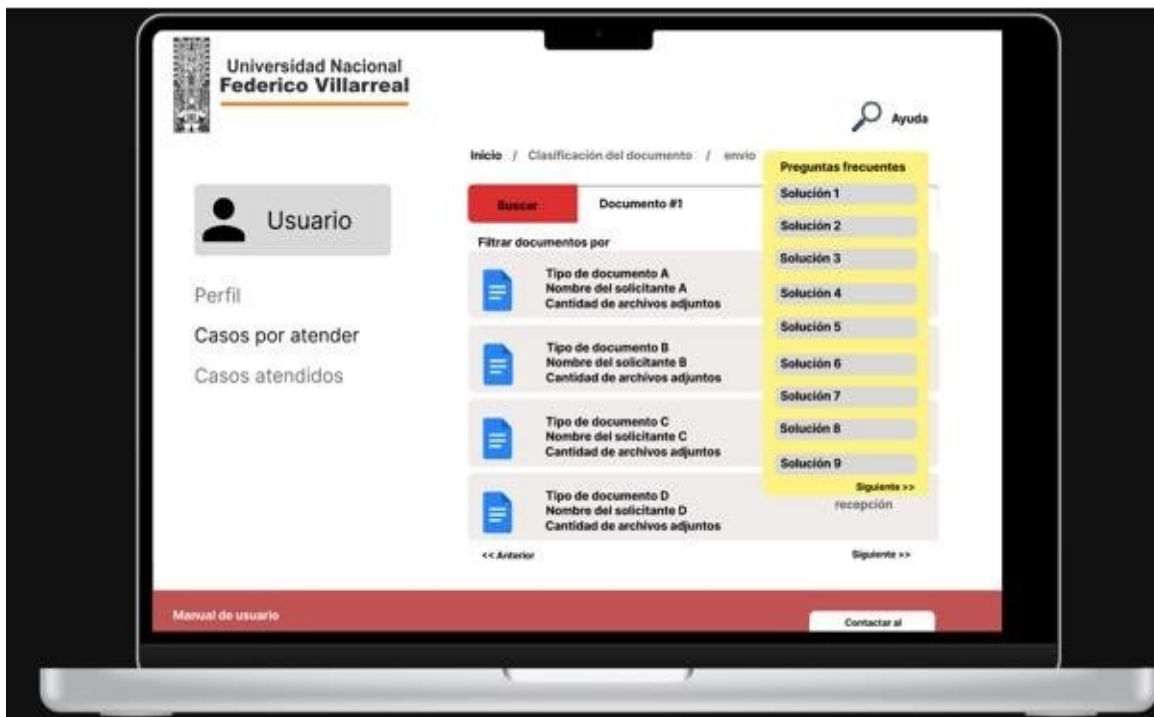 Universidad Nacional
Federico Villarreal
Ayuda
Inicio / Clasificación del documento / envio
Usuario
Perfil
Casos por atender
Casos atendidos
Buscar
Documento #1
Filtrar documentos por
Tipo de documento A
Nombre del solicitante A
Cantidad de archivos adjuntos
Tipo de documento B
Nombre del solicitante B
Cantidad de archivos adjuntos
Tipo de documento C
Nombre del solicitante C
Cantidad de archivos adjuntos
Tipo de documento D
Nombre del solicitante D
Cantidad de archivos adjuntos
recepción
<< Anterior
Siguiente >>
Preguntas frecuentes
Solución 1
Solución 2
Solución 3
Solución 4
Solución 5
Solución 6
Solución 7
Solución 8
Solución 9
Siguiente >>
Manual de usuario
Contactar al